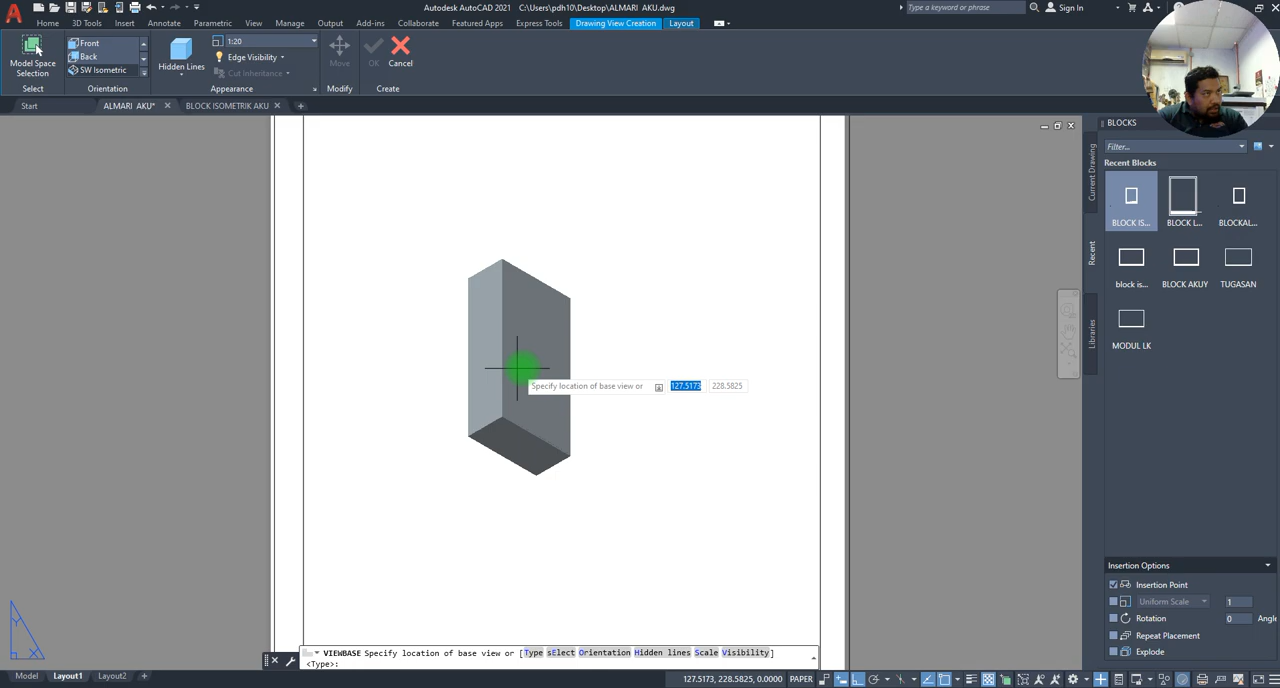 Autodesk AutoCAD 2021 C:\Users\pdh10\Desktop\ALMARI AKU.dwg
Type a keyword or phrase
Sign In
Home 3D Tools Insert Annotate Parametric View Manage Output Add-ins Collaborate Featured Apps Express Tools Drawing View Creation Layout
Front
Back
SW Isometric
1:20
Edge Visibility
Cut Inheritance
Model Space
Selection
Hidden Lines
Move
OK
Cancel
Select Orientation Appearance Modify Create
Start ALMARI AKU* BLOCK ISOMETRIK AKU
BLOCKS
Filter...
Recent Blocks
BLOCK IS... BLOCK L... BLOCKAL...
block is... BLOCK AKUY TUGASAN
MODUL LK
Current Drawing
Recent
Libraries
Specify location of base view or 127.5173 228.5825
Insertion Options
Insertion Point
Uniform Scale 1
Rotation 0 Angle
Repeat Placement
Explode
Y
X
VIEWBASE Specify location of base view or [Type sElect Orientation Hidden lines Scale Visibility]
<Type>:
Model Layout1 Layout2
127.5173, 228.5825, 0.0000 PAPER